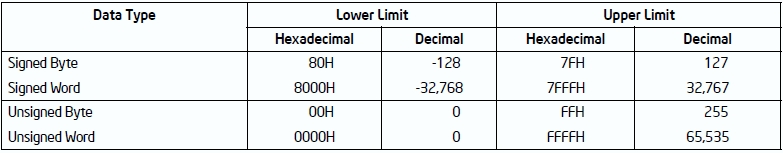 Data Type Lower Limit Upper Limit
Hexadecimal Decimal Hexadecimal Decimal
Signed Byte 80H -128 7FH 127
Signed Word 8000H -32,768 7FFFH 32,767
Unsigned Byte 00H 0 FFH 255
Unsigned Word 0000H 0 FFFFH 65,535